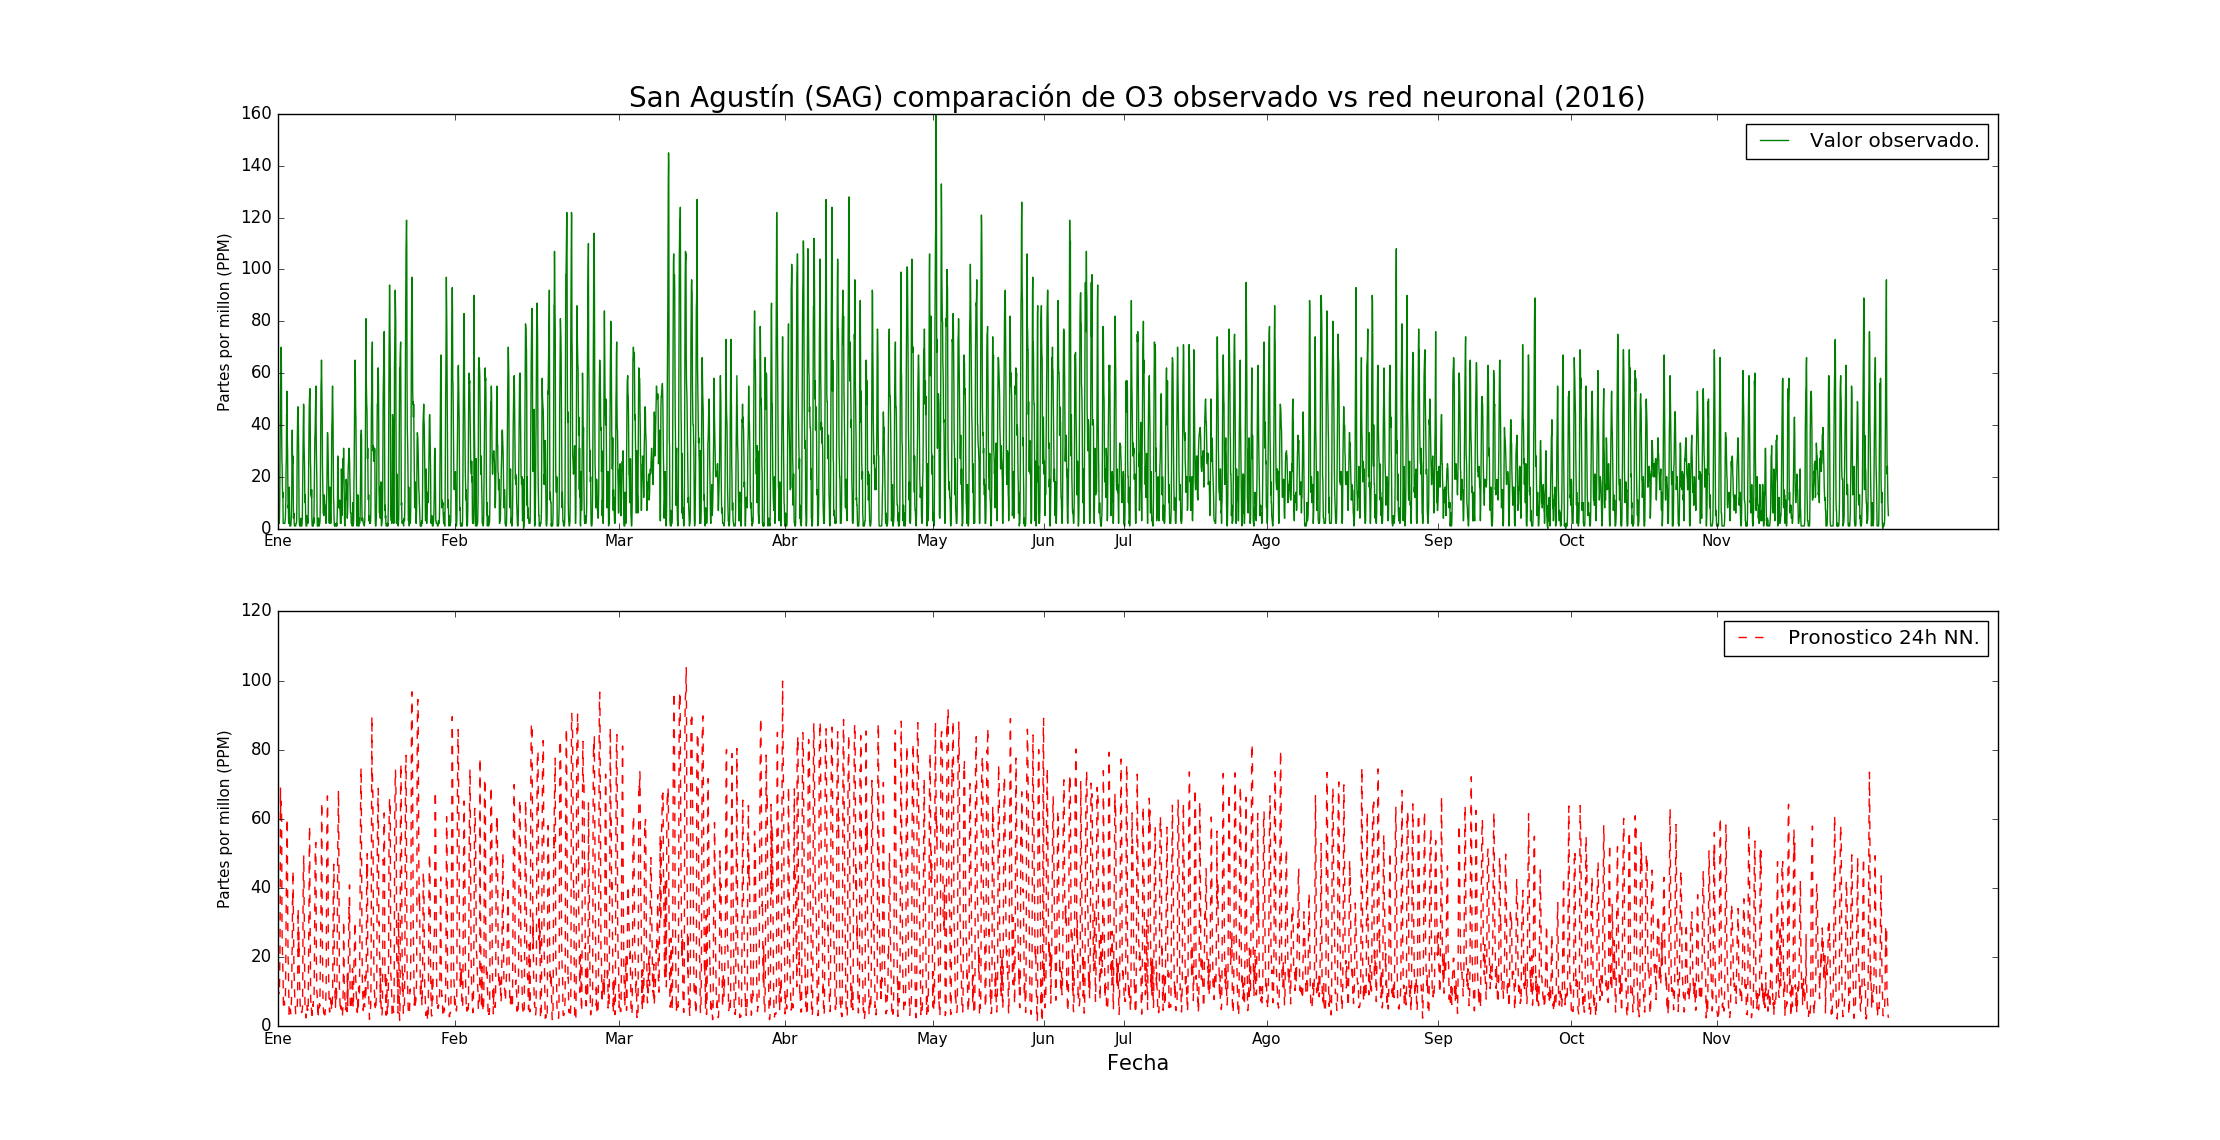 San Agustín (SAG) comparación de O3 observado vs red neuronal (2016)
160
140
120
100
80
60
40
20
0
Partes por millon (PPM)
Valor observado.
Ene Feb Mar Abr May Jun Jul Ago Sep Oct Nov
120
100
80
60
40
20
0
Partes por millon (PPM)
Pronostico 24h NN.
Ene Feb Mar Abr May Jun Jul Ago Sep Oct Nov
Fecha